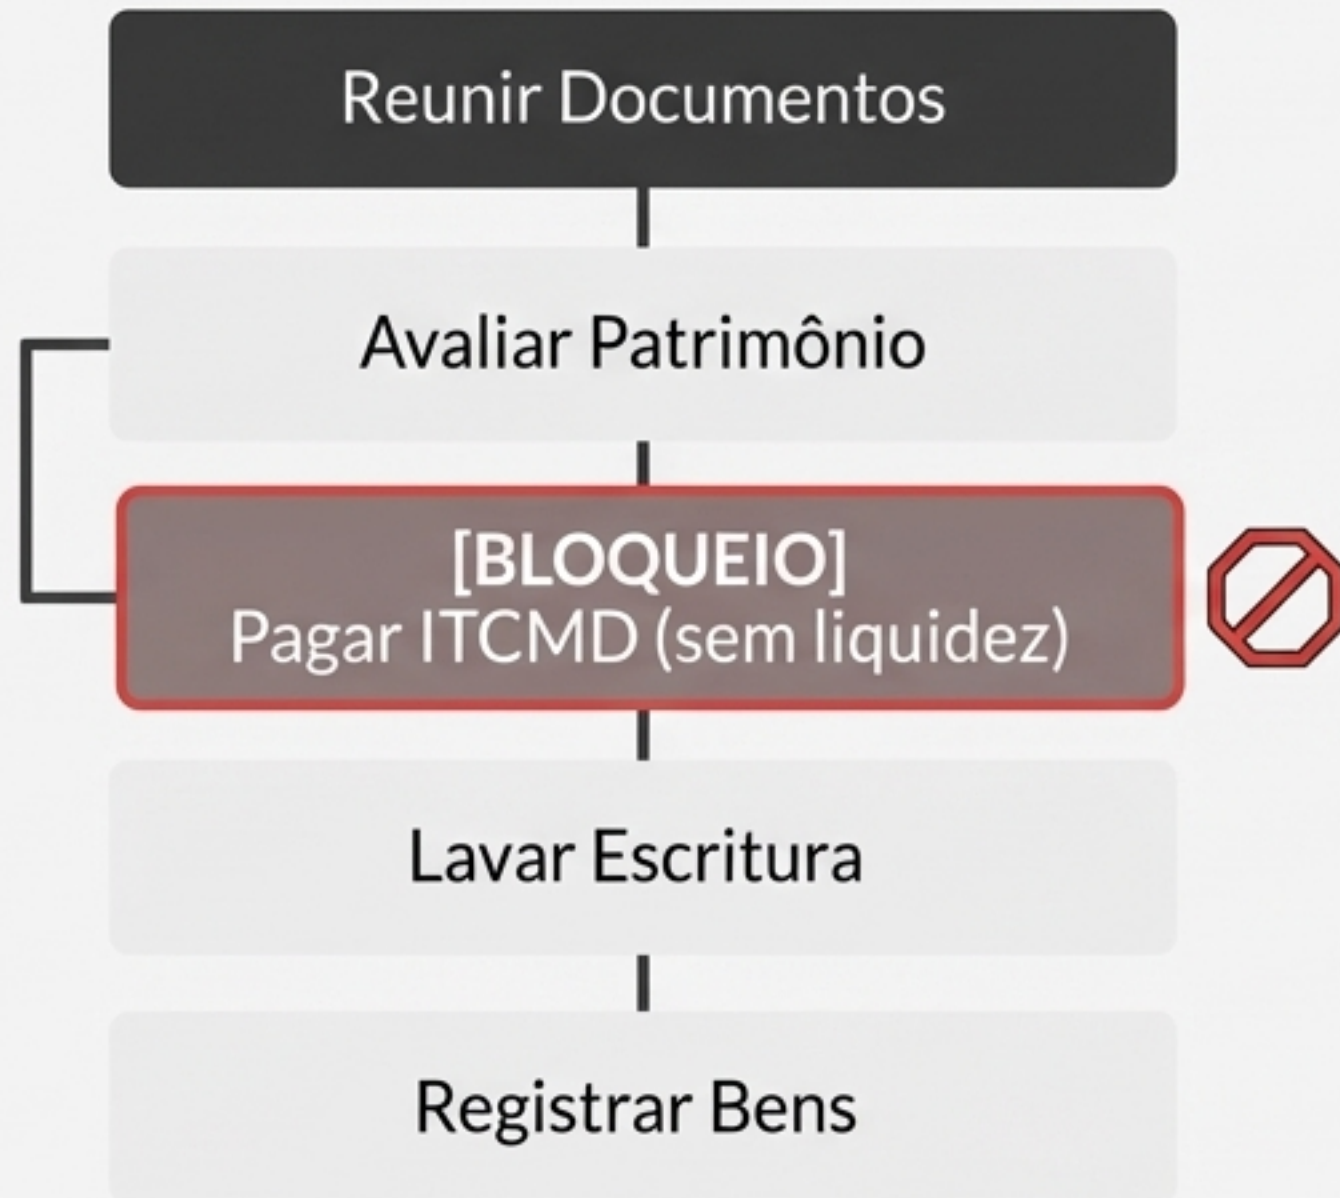 Reunir Documentos
Avaliar Patrimônio
[BLOQUEIO]
Pagar ITCMD (sem liquidez)
Lavar Escritura
Registrar Bens